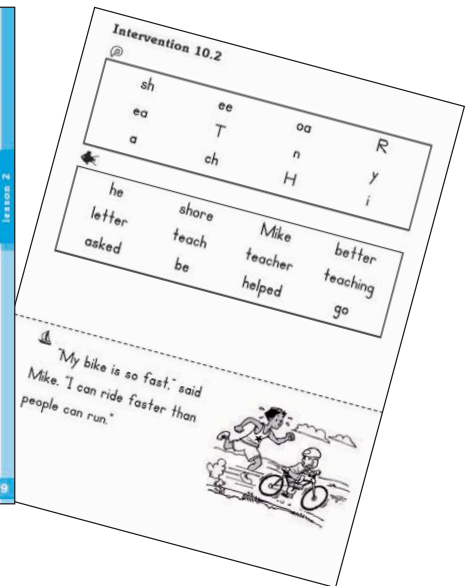 lesson 2
9
Intervention 10.2
sh ee oa R
ea T n y
a ch H i
he shore Mike better
letter teach teacher teaching
asked be helped go
"My bike is so fast," said
Mike. "I can ride faster than
people can run."